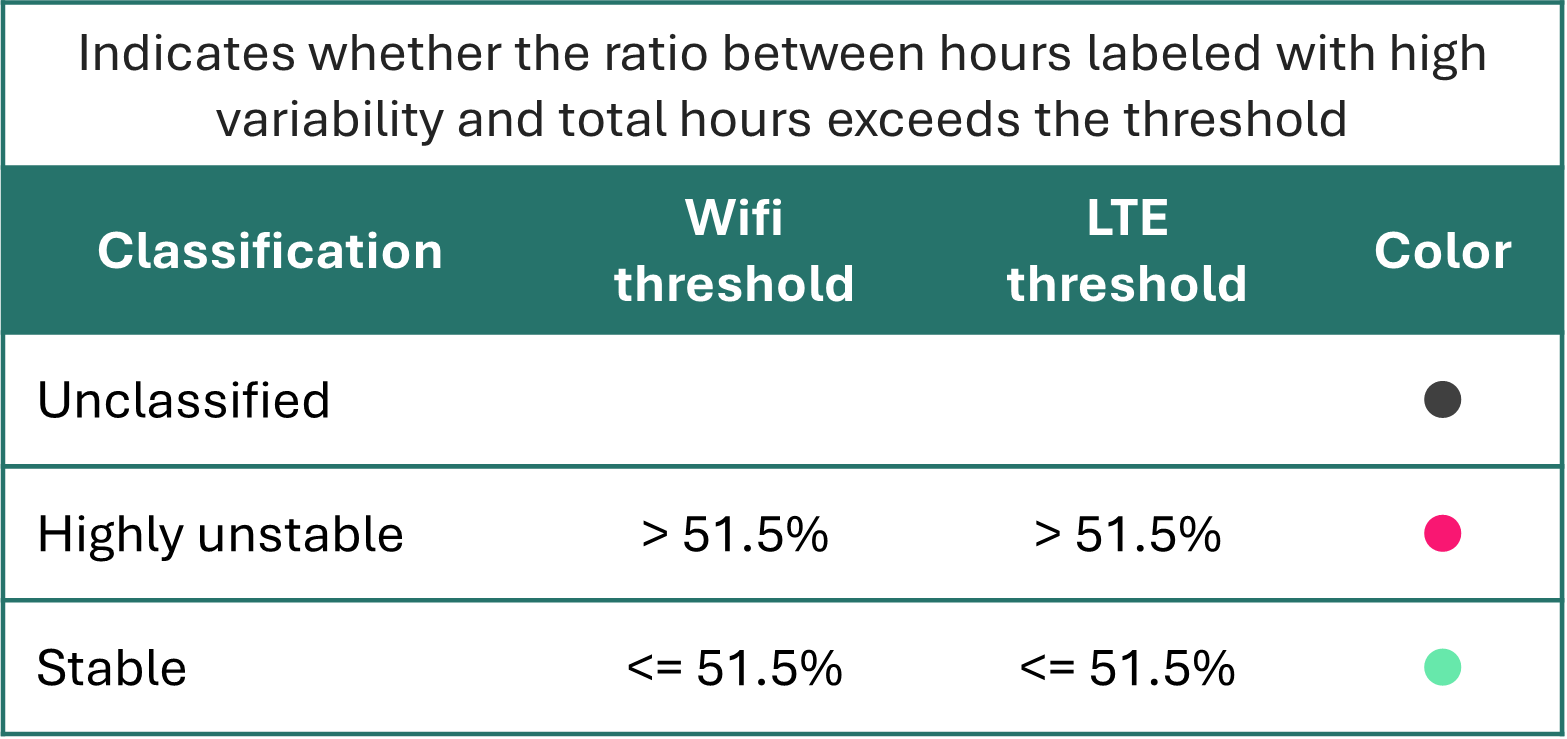 Indicates whether the ratio between hours labeled with high
variability and total hours exceeds the threshold
Classification
Wifi
threshold
LTE
threshold
Color
Unclassified
Highly unstable > 51.5% > 51.5%
Stable <= 51.5% <= 51.5%